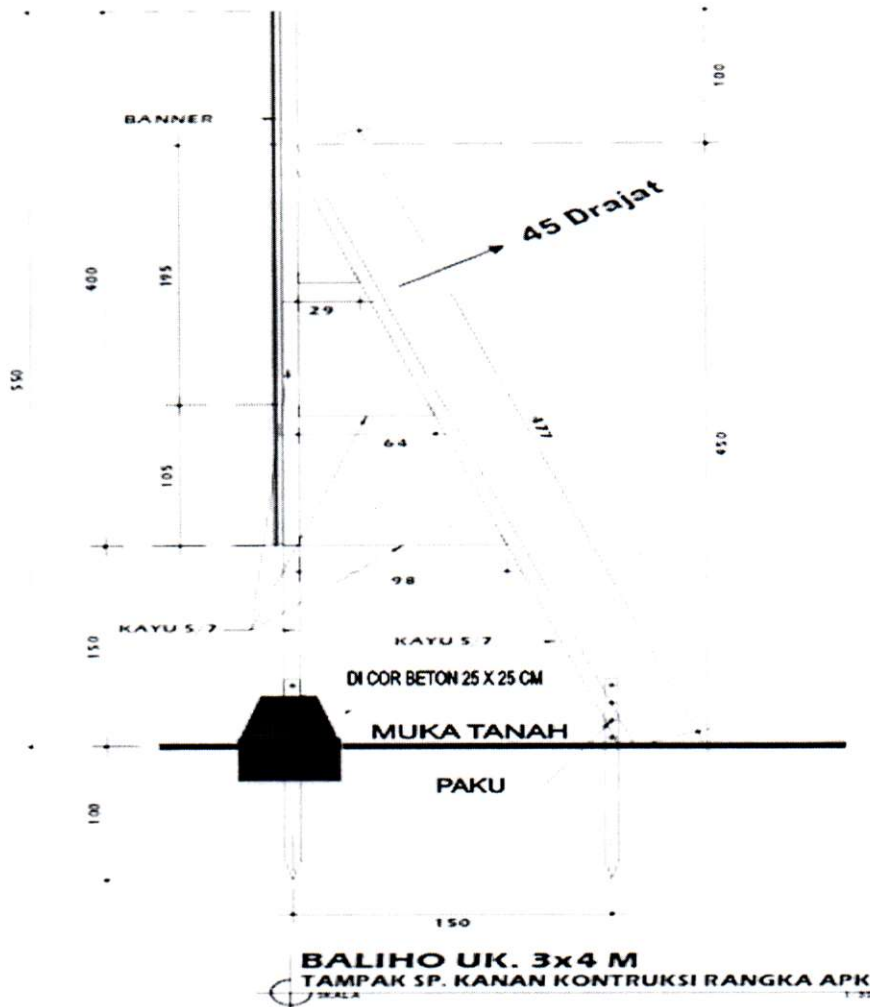 100
BANNER
45 Drajat
400
195
29
550
477
64
450
105
98
KAYU 5/7
KAYU 5/7
150
DI COR BETON 25 X 25 CM
MUKA TANAH
PAKU
100
150
BALIHO UK. 3x4 M
TAMPAK SP. KANAN KONTRUKSI RANGKA APK
SKALA